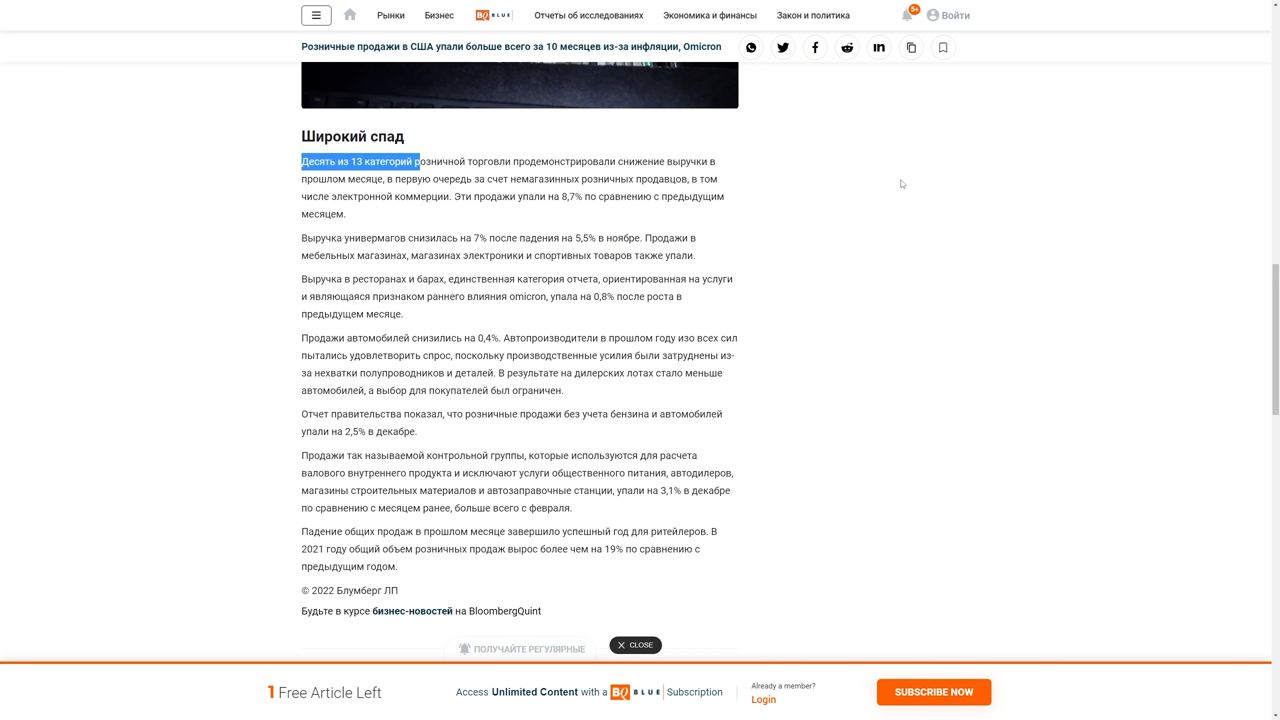 Рынки Бизнес BQ BLUE Отчеты об исследованиях Экономика и финансы Закон и политика 5+ Войти
Розничные продажи в США упали больше всего за 10 месяцев из-за инфляции, Omicron
Широкий спад
Десять из 13 категорий розничной торговли продемонстрировали снижение выручки в
прошлом месяце, в первую очередь за счет немагазинных розничных продавцов, в том
числе электронной коммерции. Эти продажи упали на 8,7% по сравнению с предыдущим
месяцем.
Выручка универмагов снизилась на 7% после падения на 5,5% в ноябре. Продажи в
мебельных магазинах, магазинах электроники и спортивных товаров также упали.
Выручка в ресторанах и барах, единственная категория отчета, ориентированная на услуги
и являющаяся признаком раннего влияния omicron, упала на 0,8% после роста в
предыдущем месяце.
Продажи автомобилей снизились на 0,4%. Автопроизводители в прошлом году изо всех сил
пытались удовлетворить спрос, поскольку производственные усилия были затруднены из-
за нехватки полупроводников и деталей. В результате на дилерских лотах стало меньше
автомобилей, а выбор для покупателей был ограничен.
Отчет правительства показал, что розничные продажи без учета бензина и автомобилей
упали на 2,5% в декабре.
Продажи так называемой контрольной группы, которые используются для расчета
валового внутреннего продукта и исключают услуги общественного питания, автодилеров,
магазины строительных материалов и автозаправочные станции, упали на 3,1% в декабре
по сравнению с месяцем ранее, больше всего с февраля.
Падение общих продаж в прошлом месяце завершило успешный год для ритейлеров. В
2021 году общий объем розничных продаж вырос более чем на 19% по сравнению с
предыдущим годом.
© 2022 Блумберг ЛП
Будьте в курсе бизнес-новостей на BloombergQuint
ПОЛУЧАЙТЕ РЕГУЛЯРНЫЕ
CLOSE
1 Free Article Left
Access Unlimited Content with a BQ BLUE Subscription
Already a member?
Login
SUBSCRIBE NOW